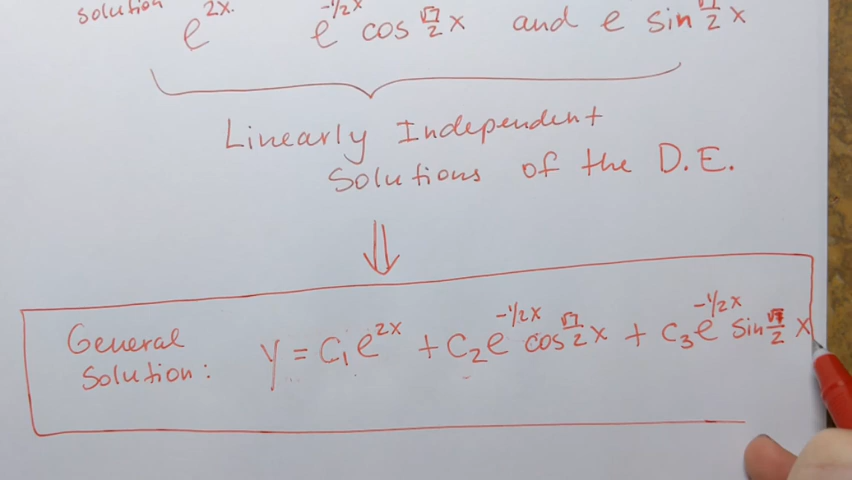 solution
e^2x. e^-1/2x cos √7/2 x and e sin √7/2 x
Linearly Independent
Solutions of the D.E.
⇓
General
Solution: y = C₁e^2x + C₂e^-1/2x cos √7/2 x + C₃e^-1/2x sin √7/2 x